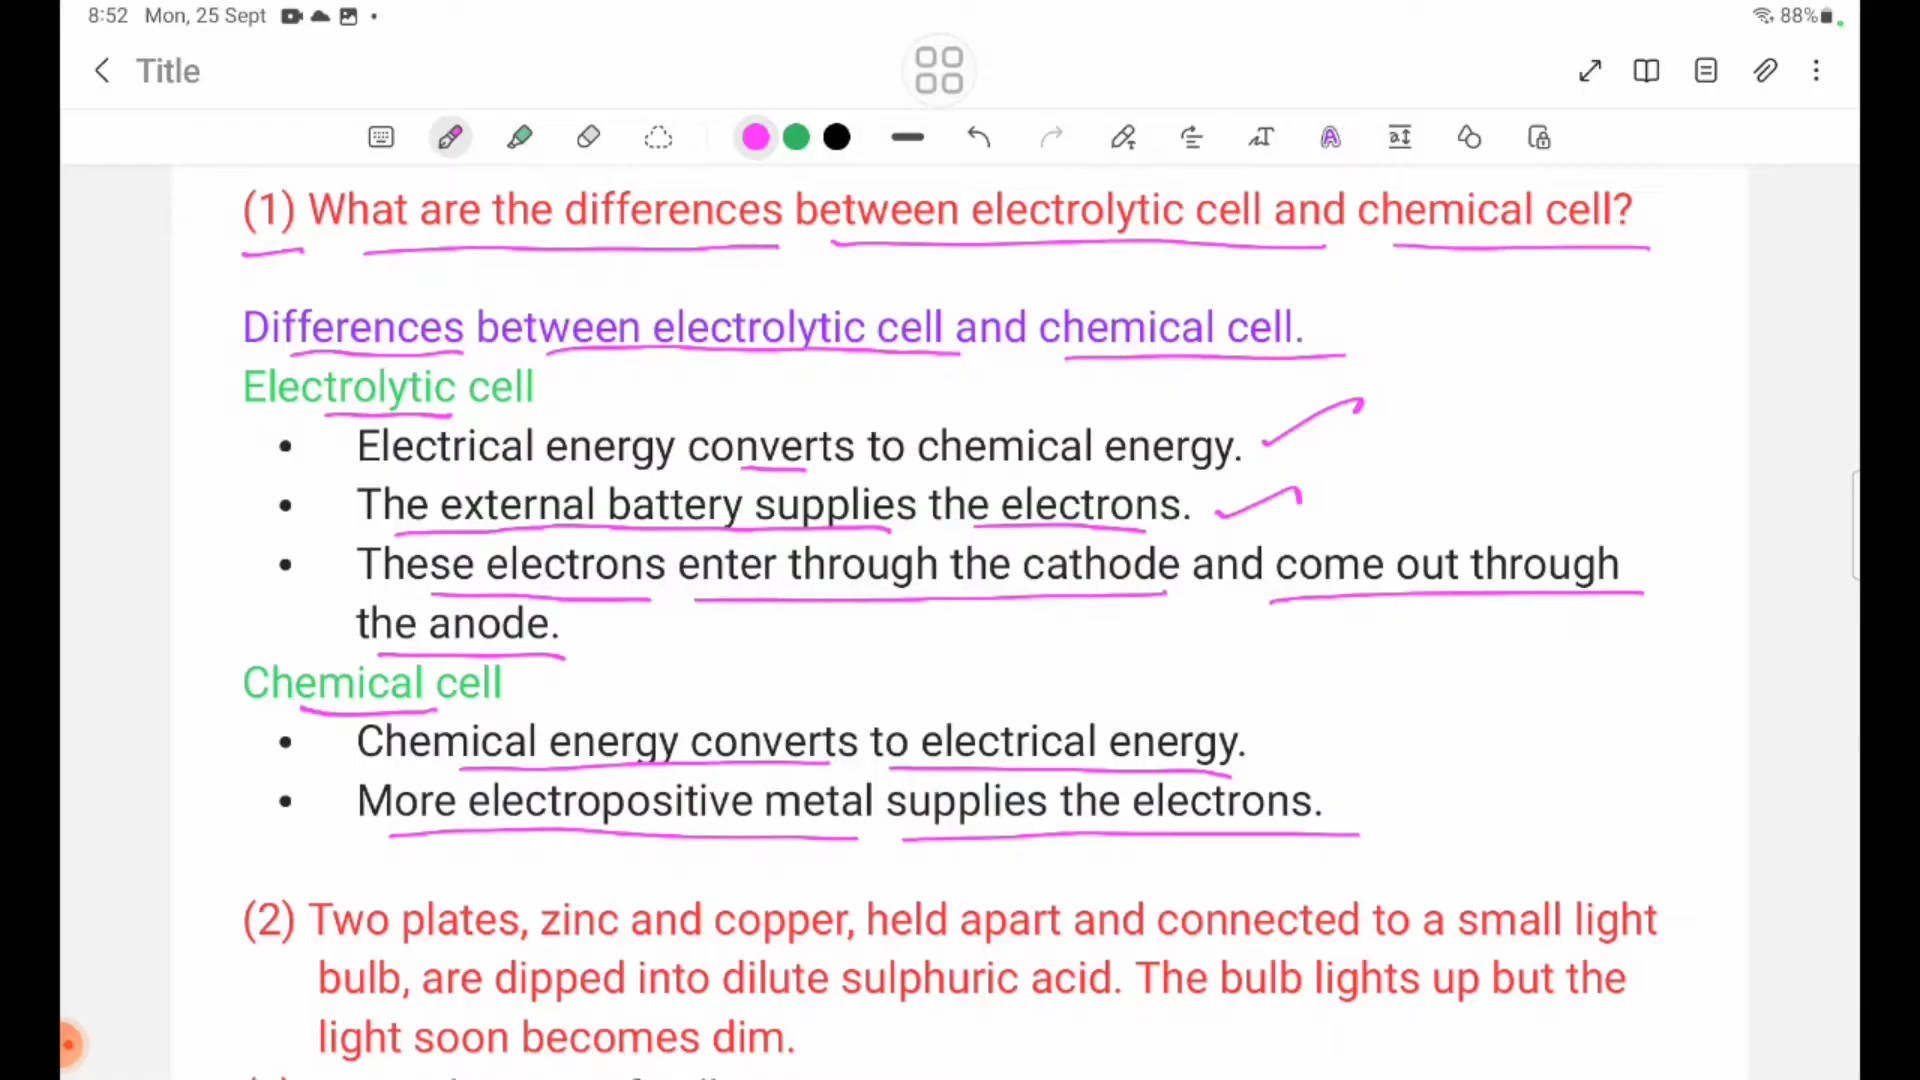 8:52 Mon, 25 Sept
88%
Title
(1) What are the differences between electrolytic cell and chemical cell?
Differences between electrolytic cell and chemical cell.
Electrolytic cell
• Electrical energy converts to chemical energy.
• The external battery supplies the electrons.
• These electrons enter through the cathode and come out through
the anode.
Chemical cell
• Chemical energy converts to electrical energy.
• More electropositive metal supplies the electrons.
(2) Two plates, zinc and copper, held apart and connected to a small light
bulb, are dipped into dilute sulphuric acid. The bulb lights up but the
light soon becomes dim.